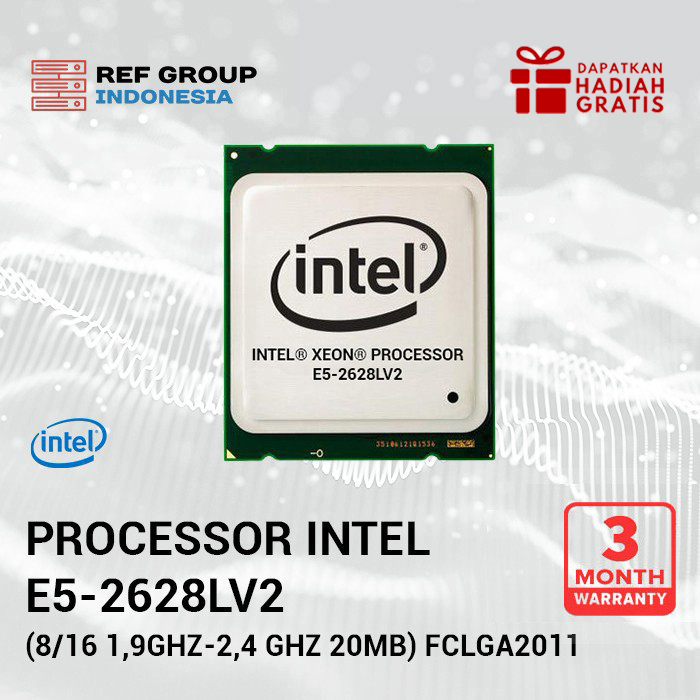 REF GROUP
INDONESIA
DAPATKAN
HADIAH
GRATIS
intel®
INTEL® XEON® PROCESSOR
E5-2628LV2
3510612181536
-O
intel
PROCESSOR INTEL
E5-2628LV2
(8/16 1,9GHZ-2,4 GHZ 20MB) FCLGA2011
3
MONTH
WARRANTY